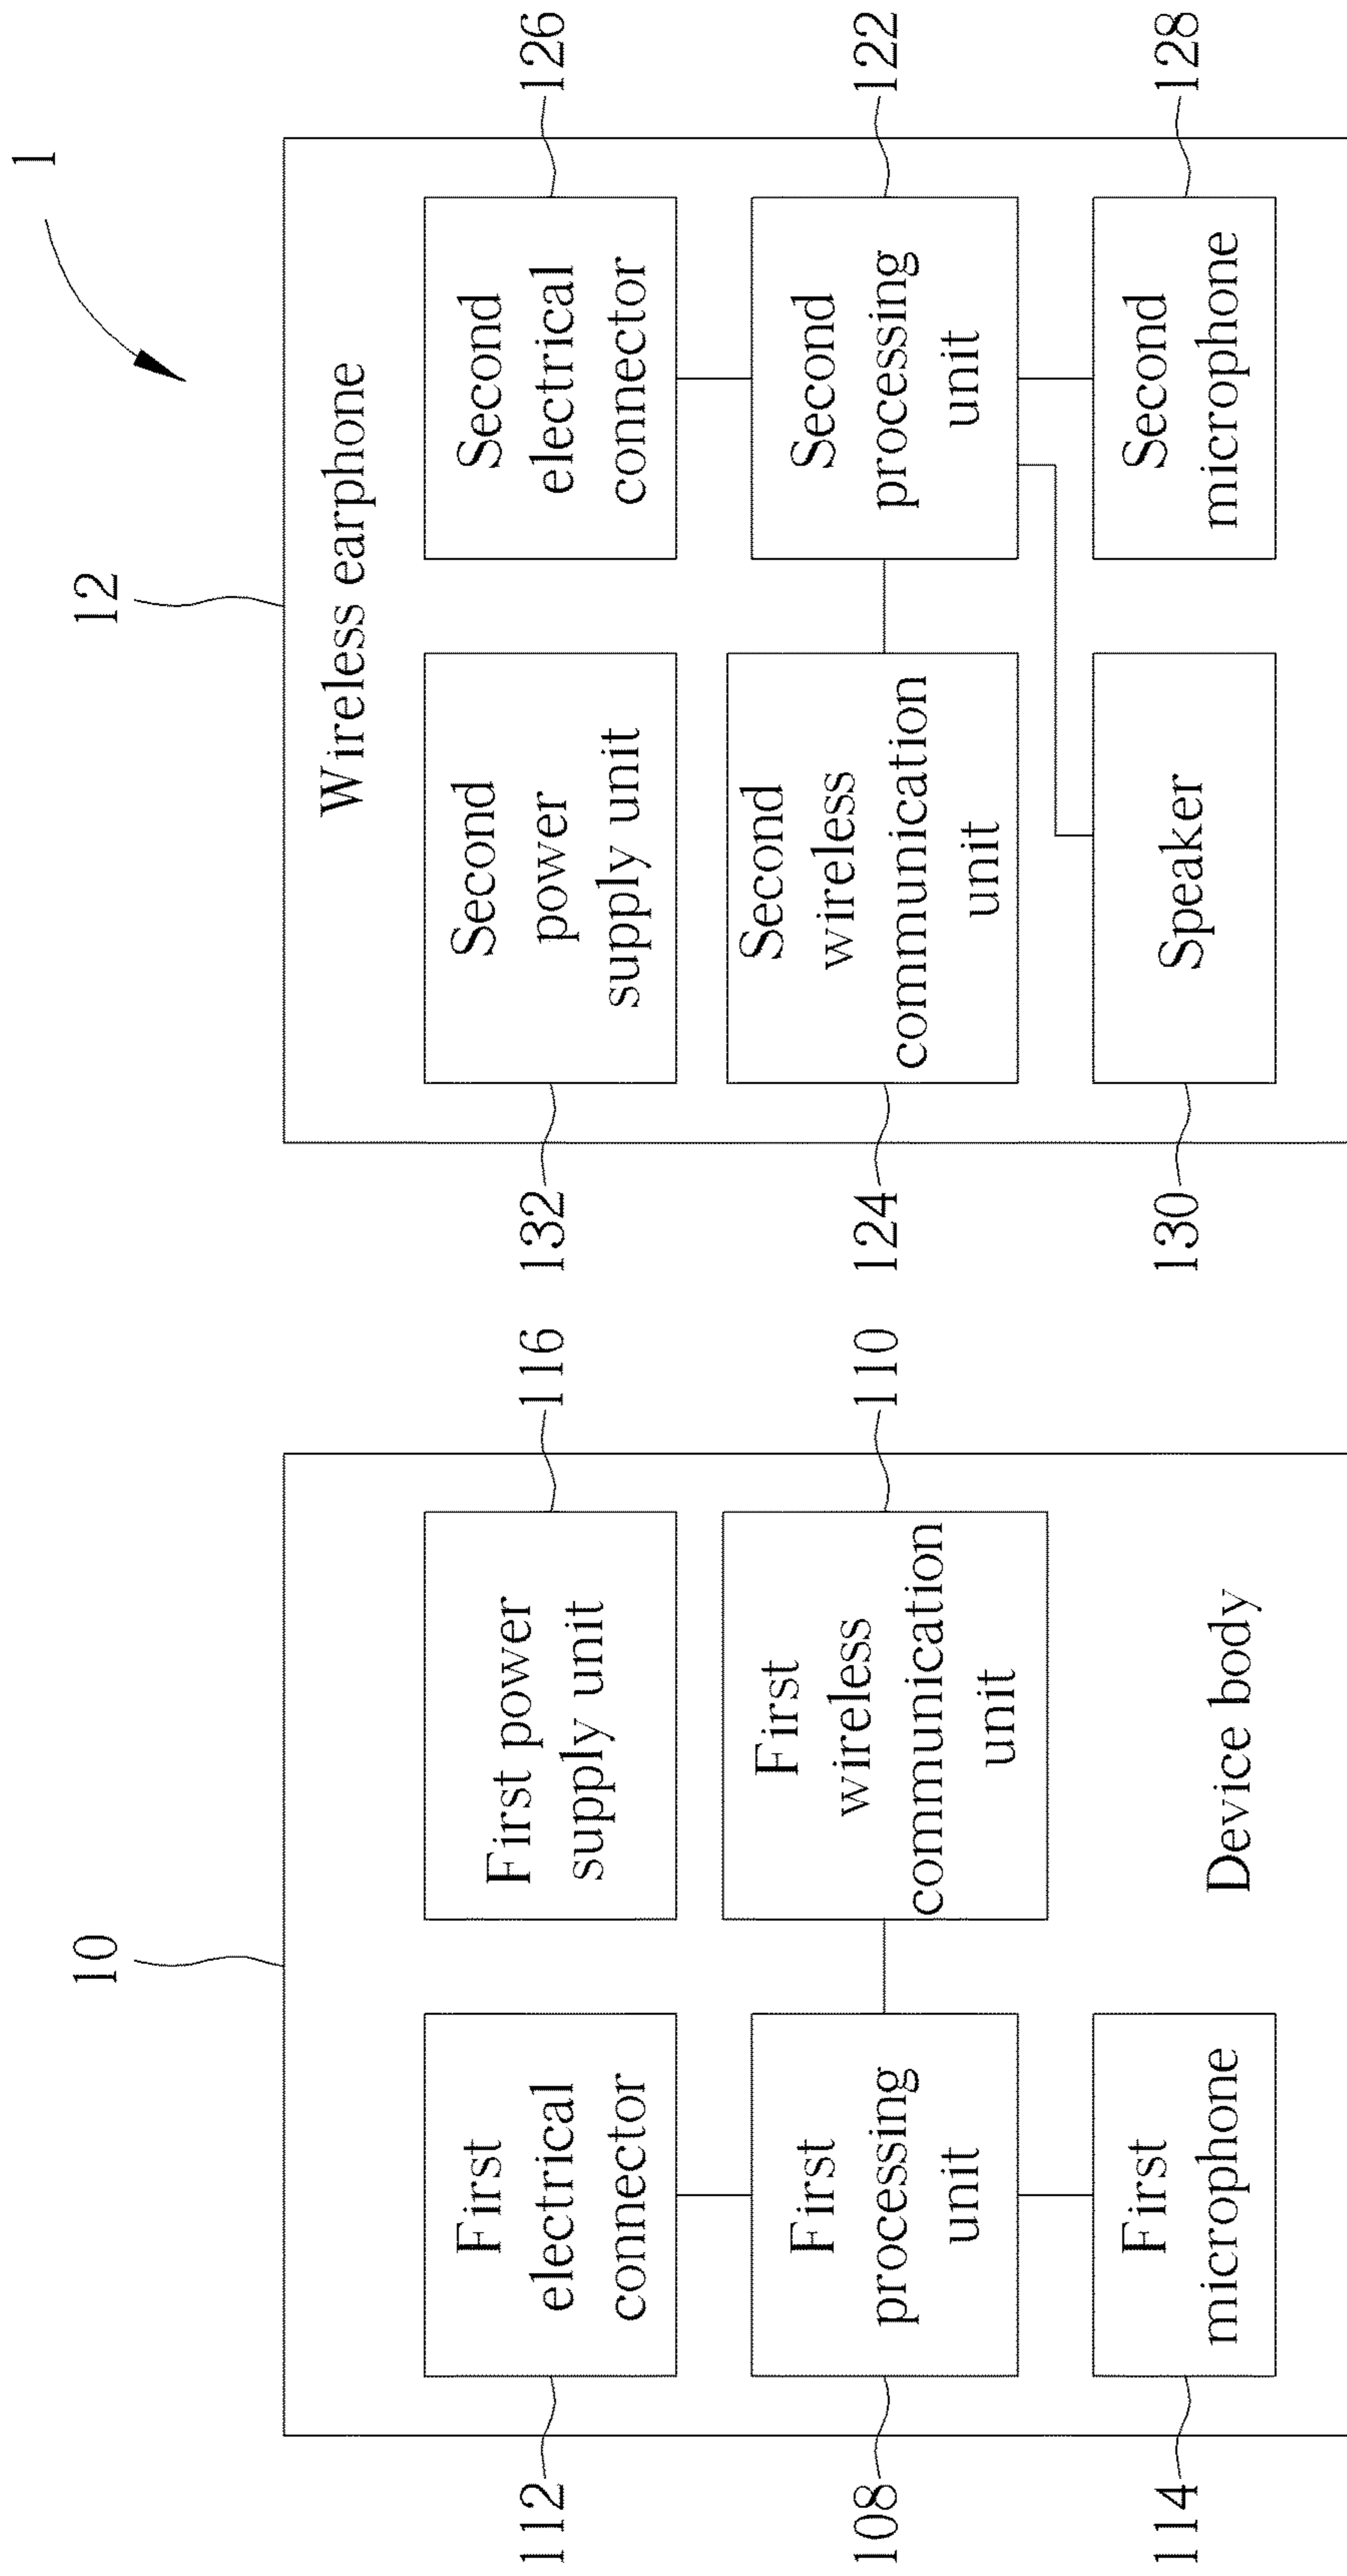 1
10
12
Wireless earphone
112
First
electrical
connector
First power
supply unit
116
132
Second
power
supply unit
Second
electrical
connector
126
108
First
processing
unit
First
wireless
communication
unit
110
124
Second
wireless
communication
unit
Second
processing
unit
122
114
First
microphone
Device body
130
Speaker
Second
microphone
128